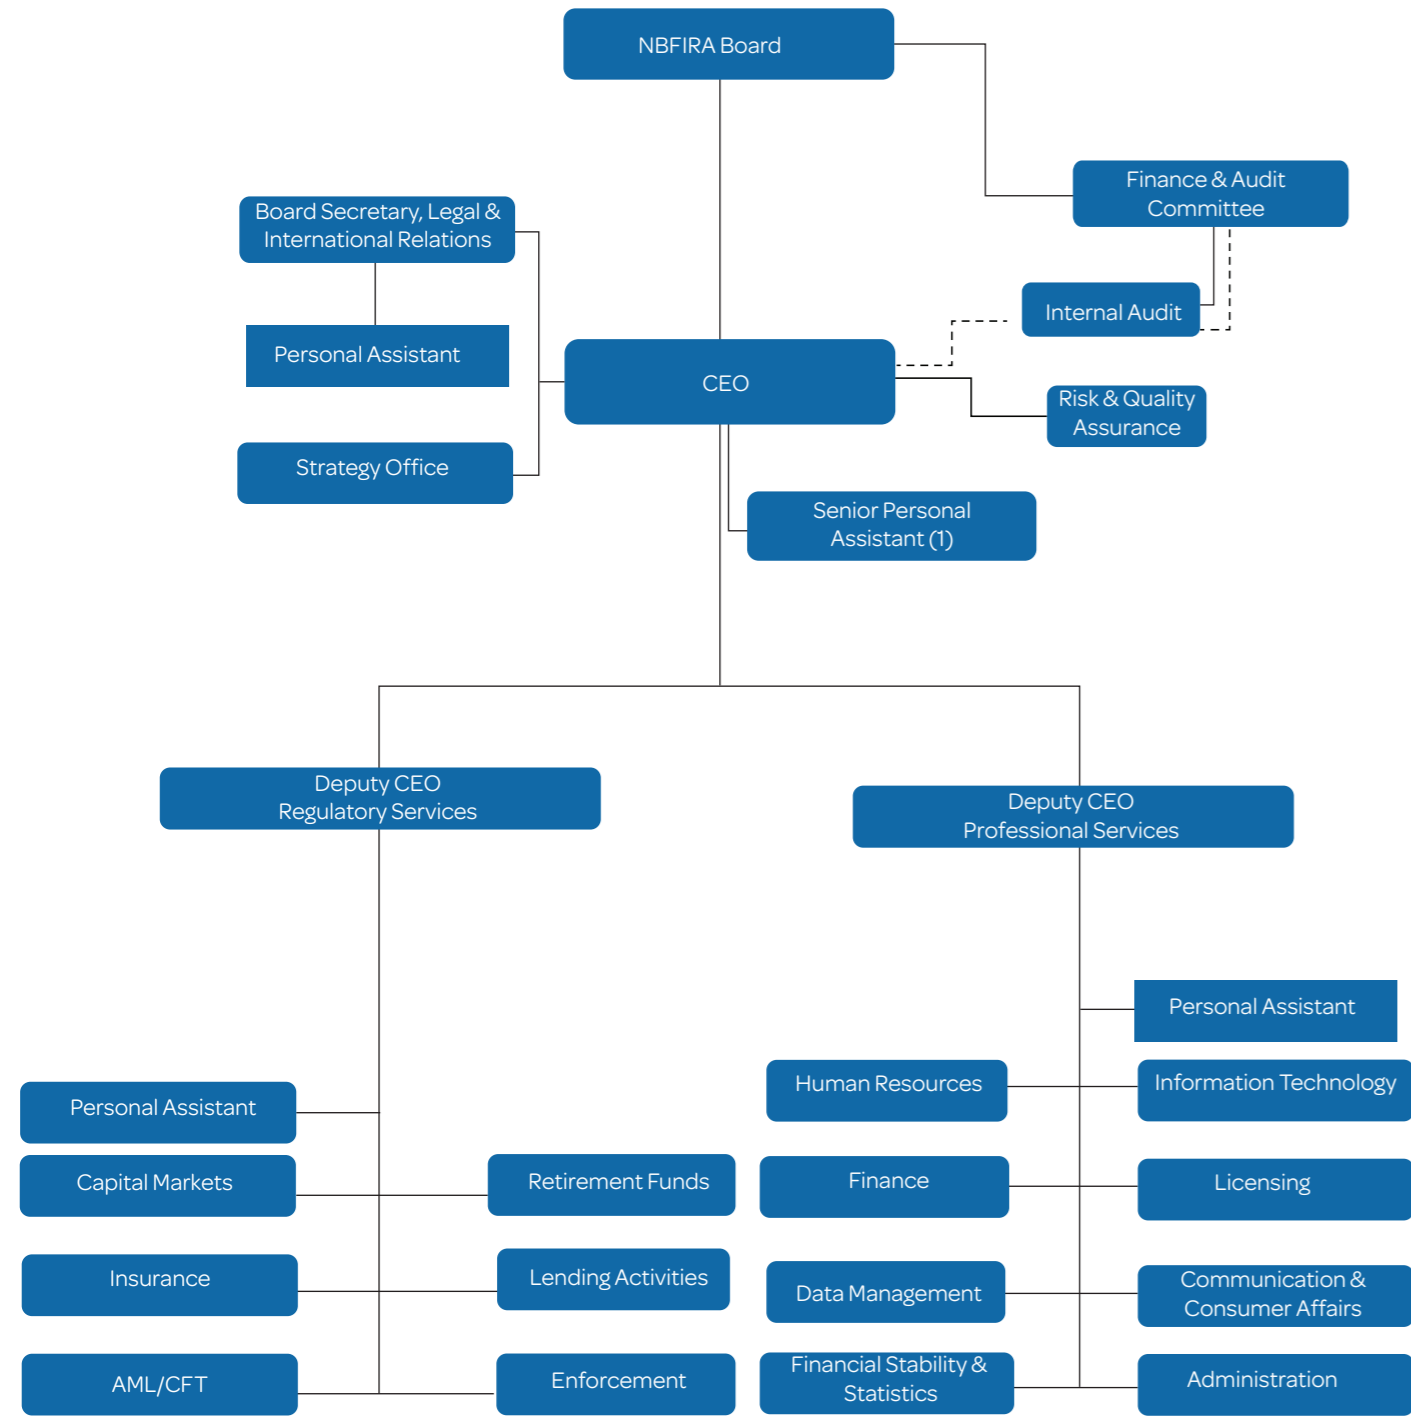 NBFIRA Board
Finance & Audit
Committee
Board Secretary, Legal &
International Relations
Internal Audit
Personal Assistant
CEO
Risk & Quality
Assurance
Strategy Office
Senior Personal
Assistant (1)
Deputy CEO
Regulatory Services
Deputy CEO
Professional Services
Personal Assistant
Capital Markets
Retirement Funds
Insurance
Lending Activities
AML/CFT
Enforcement
Personal Assistant
Human Resources
Information Technology
Finance
Licensing
Data Management
Communication &
Consumer Affairs
Financial Stability &
Statistics
Administration